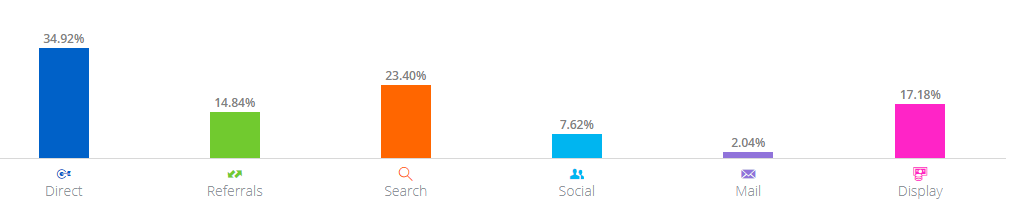 34.92%
14.84%
23.40%
7.62%
2.04%
17.18%
Direct
Referrals
Search
Social
Mail
Display